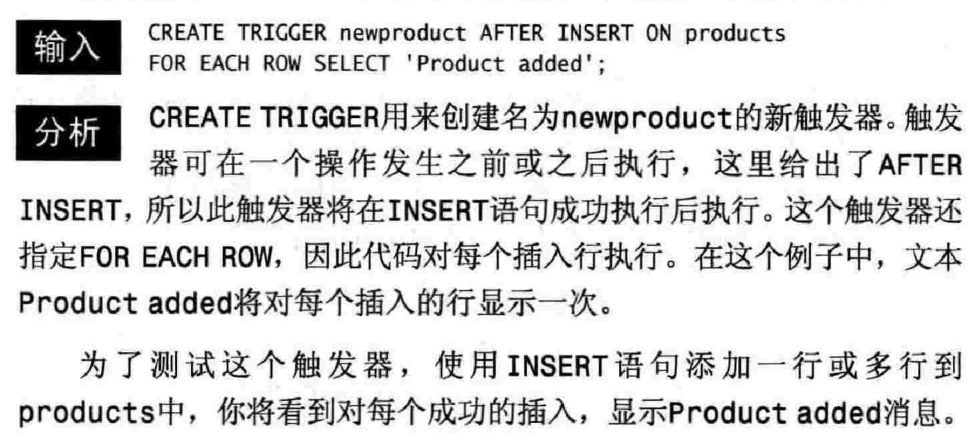 输入 CREATE TRIGGER newproduct AFTER INSERT ON products
FOR EACH ROW SELECT 'Product added';
分析 CREATE TRIGGER用来创建名为newproduct的新触发器。触发
器可在一个操作发生之前或之后执行，这里给出了AFTER
INSERT，所以此触发器将在INSERT语句成功执行后执行。这个触发器还
指定FOR EACH ROW，因此代码对每个插入行执行。在这个例子中，文本
Product added将对每个插入的行显示一次。
为了测试这个触发器，使用INSERT语句添加一行或多行到
products中，你将看到对每个成功的插入，显示Product added消息。